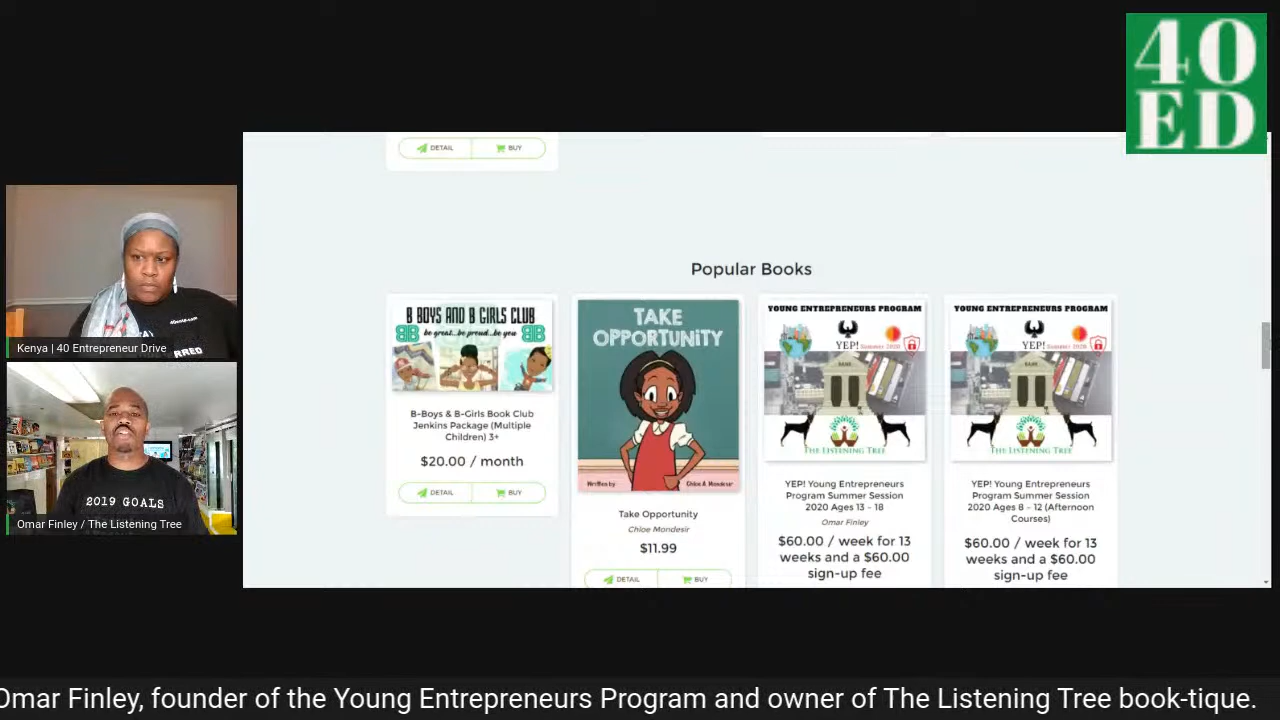 40
ED
DETAIL
BUY
Popular Books
B BOYS AND B GIRLS CLUB
be great...be proud...be you
B-Boys & B-Girls Book Club
Jenkins Package (Multiple
Children) 3+
$20.00 / month
DETAIL
BUY
TAKE
OPPORTUNITY
Written by
Chloe A. Mondesir
Take Opportunity
Chloe Mondesir
$11.99
DETAIL
BUY
YOUNG ENTREPRENEURS PROGRAM
YEP!
Summer 2020
BANK
THE LISTENING TREE
YEP! Young Entrepreneurs
Program Summer Session
2020 Ages 13 - 18
Omar Finley
$60.00 / week for 13
weeks and a $60.00
sign-up fee
YOUNG ENTREPRENEURS PROGRAM
YEP!
Summer 2020
BANK
THE LISTENING TREE
YEP! Young Entrepreneurs
Program Summer Session
2020 Ages 8 - 12 (Afternoon
Courses)
$60.00 / week for 13
weeks and a $60.00
sign-up fee
RRED
Kenya | 40 Entrepreneur Drive
2019 GOALS
Omar Finley / The Listening Tree
Omar Finley, founder of the Young Entrepreneurs Program and owner of The Listening Tree book-tique.